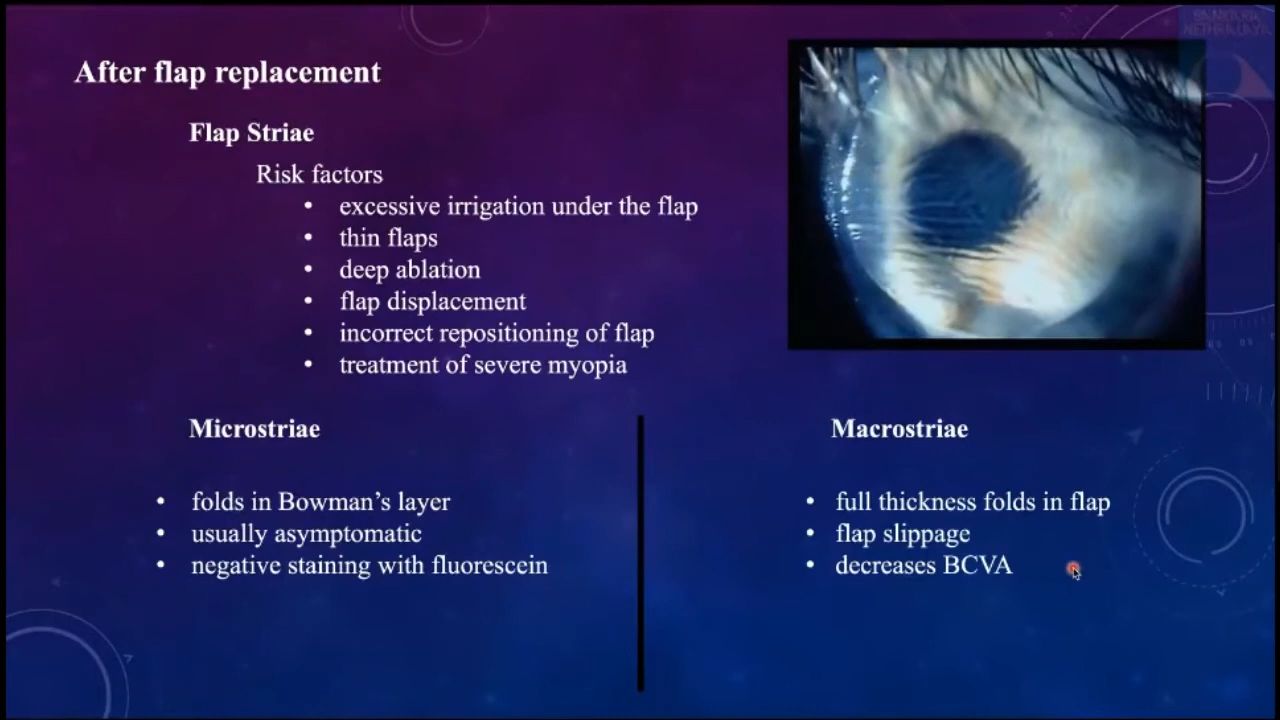 SANKARA
NETHRALAYA
After flap replacement
Flap Striae
Risk factors
• excessive irrigation under the flap
• thin flaps
• deep ablation
• flap displacement
• incorrect repositioning of flap
• treatment of severe myopia
Microstriae
• folds in Bowman’s layer
• usually asymptomatic
• negative staining with fluorescein
Macrostriae
• full thickness folds in flap
• flap slippage
• decreases BCVA